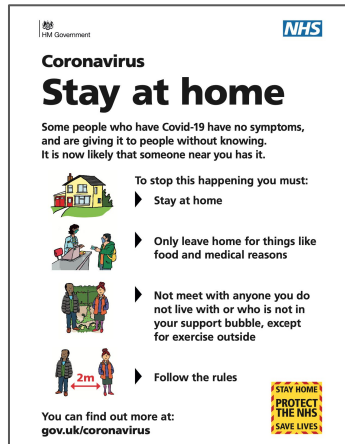 HM Government
NHS
Coronavirus
Stay at home
Some people who have Covid-19 have no symptoms,
and are giving it to people without knowing.
It is now likely that someone near you has it.
To stop this happening you must:
Stay at home
Only leave home for things like
food and medical reasons
Not meet with anyone you do
not live with or who is not in
your support bubble, except
for exercise outside
2m
Follow the rules
You can find out more at:
gov.uk/coronavirus
STAY HOME
PROTECT
THE NHS
SAVE LIVES